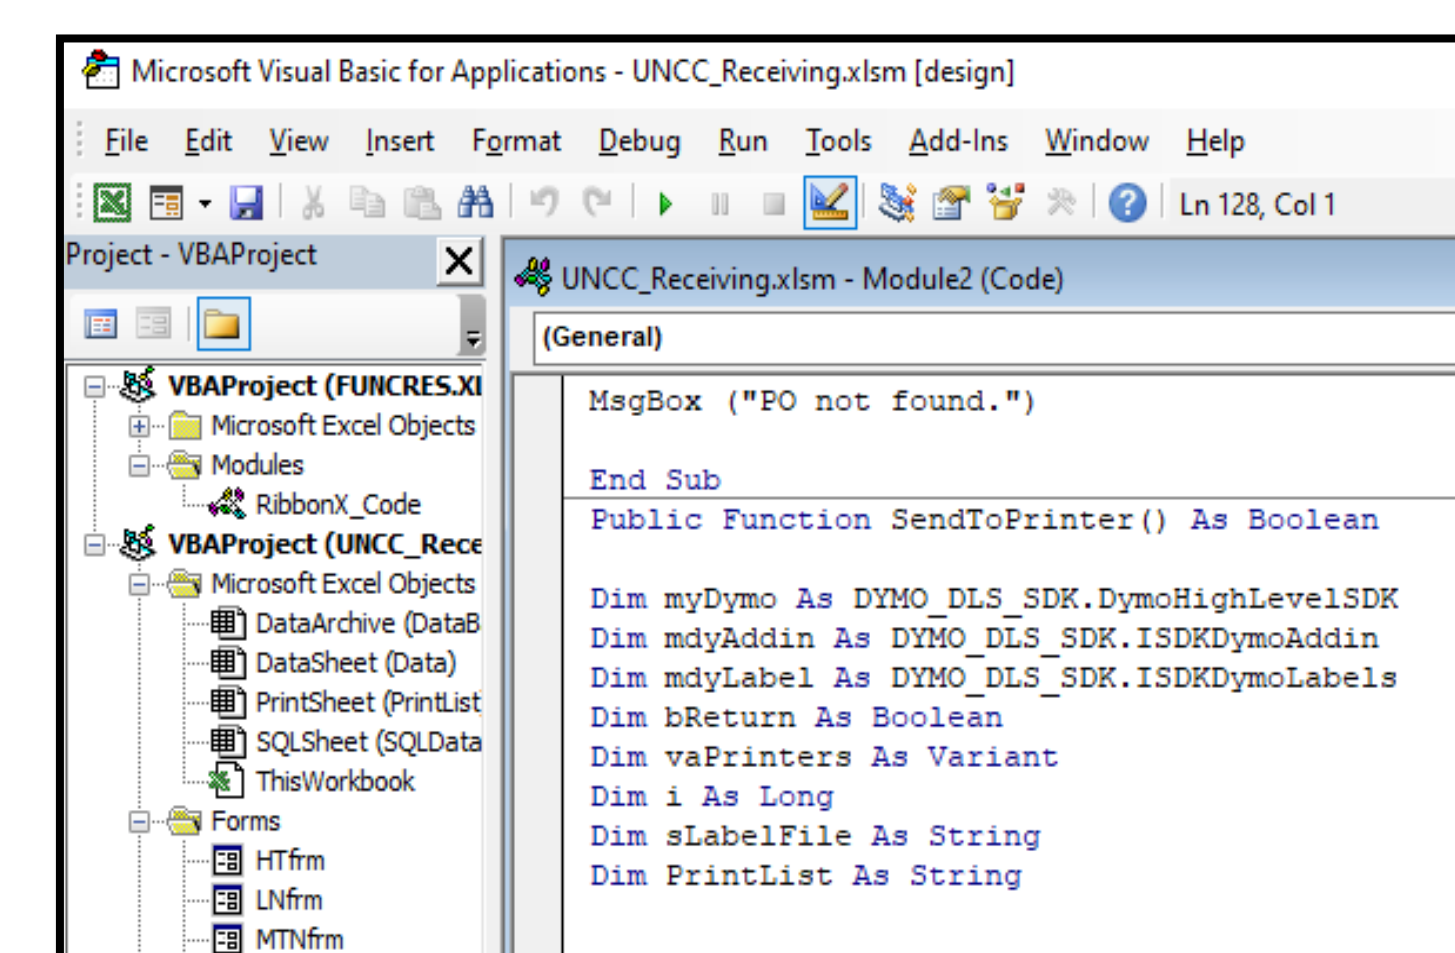 Microsoft Visual Basic for Applications - UNCC_Receiving.xlsm [design]
File Edit View Insert Format Debug Run Tools Add-Ins Window Help
Ln 128, Col 1
Project - VBAProject
VBAProject (FUNCRES.XL
Microsoft Excel Objects
Modules
RibbonX_Code
VBAProject (UNCC_Rece
Microsoft Excel Objects
DataArchive (DataB
DataSheet (Data)
PrintSheet (PrintList
SQLSheet (SQLData
ThisWorkbook
Forms
HTfrm
LNfrm
MTNfrm
UNCC_Receiving.xlsm - Module2 (Code)
(General)
MsgBox ("PO not found.")
End Sub
Public Function SendToPrinter() As Boolean
Dim myDymo As DYMO_DLS_SDK.DymoHighLevelSDK
Dim mdyAddin As DYMO_DLS_SDK.ISDKDymoAddin
Dim mdyLabel As DYMO_DLS_SDK.ISDKDymoLabels
Dim bReturn As Boolean
Dim vaPrinters As Variant
Dim i As Long
Dim sLabelFile As String
Dim PrintList As String